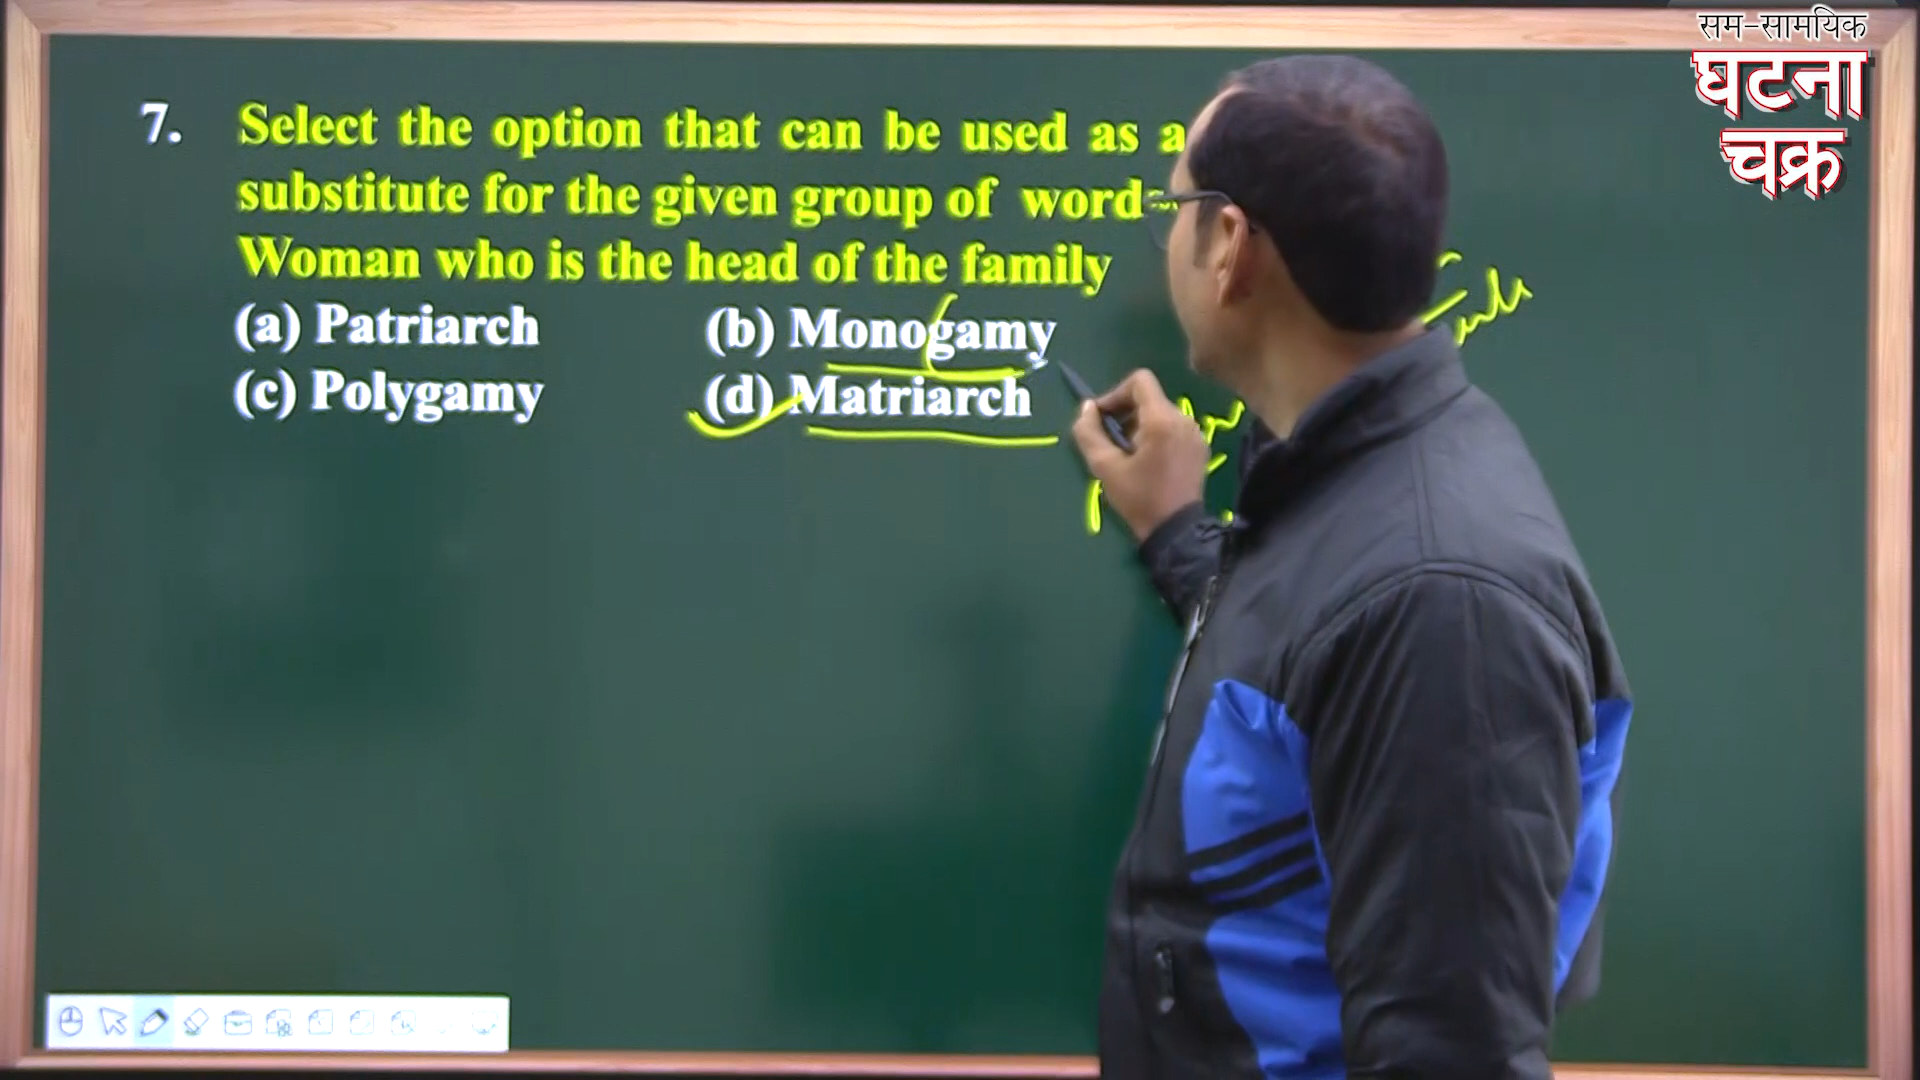 सम-सामयिक
घटना
चक्र
7. Select the option that can be used as a
substitute for the given group of words.
Woman who is the head of the family
(a) Patriarch (b) Monogamy
(c) Polygamy (d) Matriarch